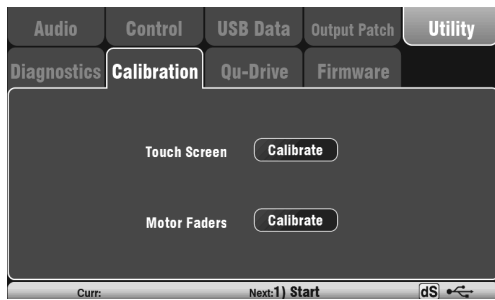 Audio Control USB Data Output Patch Utility
Diagnostics Calibration Qu-Drive Firmware
Touch Screen Calibrate
Motor Faders Calibrate
Curr: Next:1) Start dS